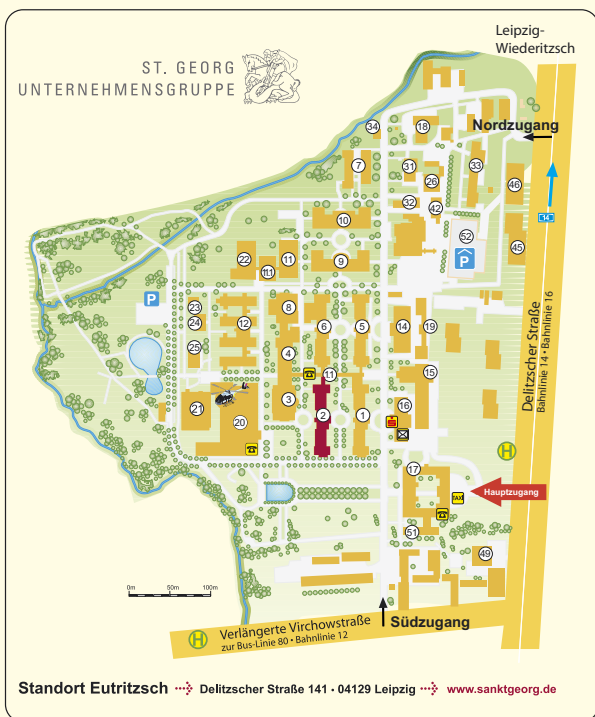 Leipzig-
Wiederitzsch
ST. GEORG
UNTERNEHMENSGRUPPE
34
18
Nordzugang
7
31
33
26
46
32
42
10
14
52
P
45
22
11
9
11.1
P
23
8
6
5
14
19
24
12
25
4
1.1
15
Delitzscher Straße
Bahnlinie 14 • Bahnlinie 16
21
20
3
2
1
16
H
17
Hauptzugang
TAXI
51
49
0m 50m 100m
Südzugang
H
Verlängerte Virchowstraße
zur Bus-Linie 80 • Bahnlinie 12
Standort Eutritzsch Delitzscher Straße 141 • 04129 Leipzig www.sanktgeorg.de